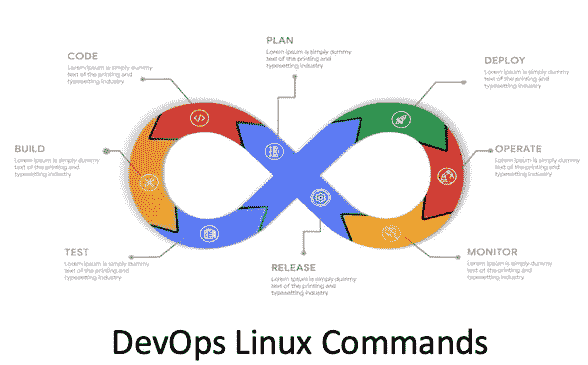 PLAN
Lorem Ipsum is simply dummy
text of the printing and
typesetting industry
CODE
Lorem Ipsum is simply dummy
text of the printing and
typesetting industry
DEPLOY
Lorem Ipsum is simply dummy
text of the printing and
typesetting industry
BUILD
Lorem Ipsum is simply dummy
text of the printing and
typesetting industry
OPERATE
Lorem Ipsum is simply dummy
text of the printing and
typesetting industry
TEST
Lorem Ipsum is simply dummy
text of the printing and
typesetting industry
RELEASE
Lorem Ipsum is simply dummy
text of the printing and
typesetting industry
MONITOR
Lorem Ipsum is simply dummy
text of the printing and
typesetting industry
DevOps Linux Commands